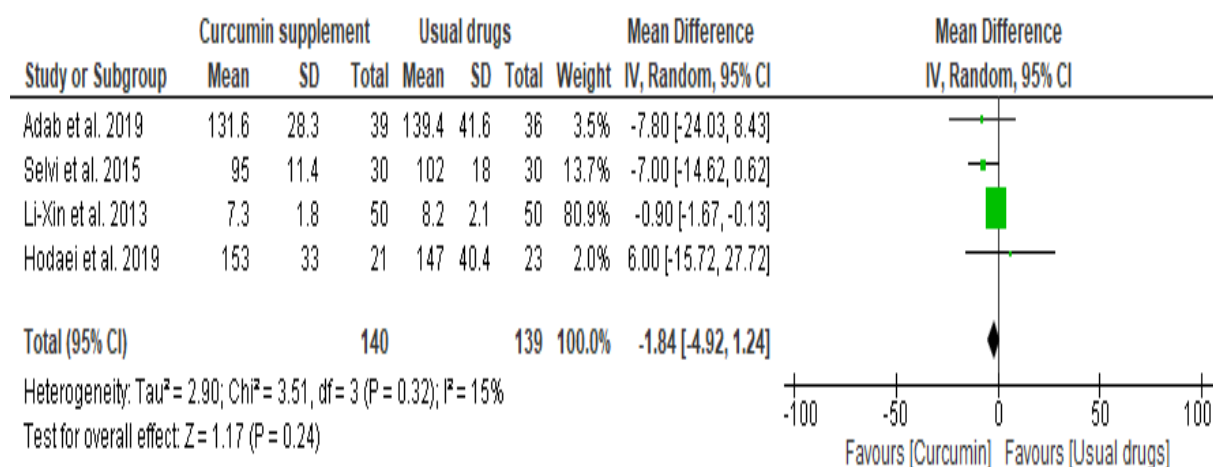 Curcumin supplement Usual drugs Mean Difference Mean Difference
Study or Subgroup Mean SD Total Mean SD Total Weight IV, Random, 95% CI IV, Random, 95% CI
Adab et al. 2019 131.6 28.3 39 139.4 41.6 36 3.5% -7.80 [-24.03, 8.43]
Selvi et al. 2015 95 11.4 30 102 18 30 13.7% -7.00 [-14.62, 0.62]
Li-Xin et al. 2013 7.3 1.8 50 8.2 2.1 50 80.9% -0.90 [-1.67, -0.13]
Hodaei et al. 2019 153 33 21 147 40.4 23 2.0% 6.00 [-15.72, 27.72]
Total (95% CI) 140 139 100.0% -1.84 [-4.92, 1.24]
Heterogeneity: Tau² = 2.90; Chi² = 3.51, df = 3 (P = 0.32); I² = 15%
Test for overall effect: Z = 1.17 (P = 0.24)
-100 -50 0 50 100
Favours [Curcumin] Favours [Usual drugs]